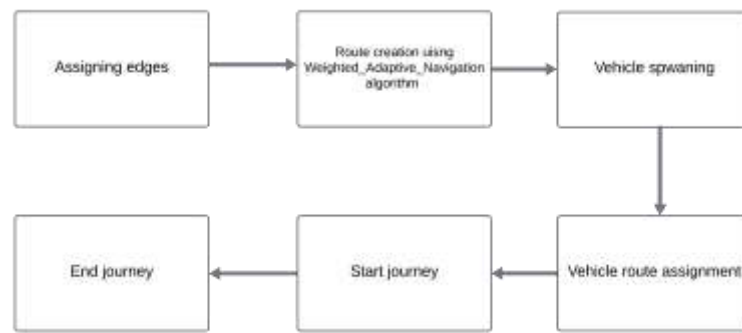 Assigning edges
Route creation uisng
Weighted_Adaptive_Navigation
algorithm
Vehicle spwaning
Vehicle route assignment
Start journey
End journey